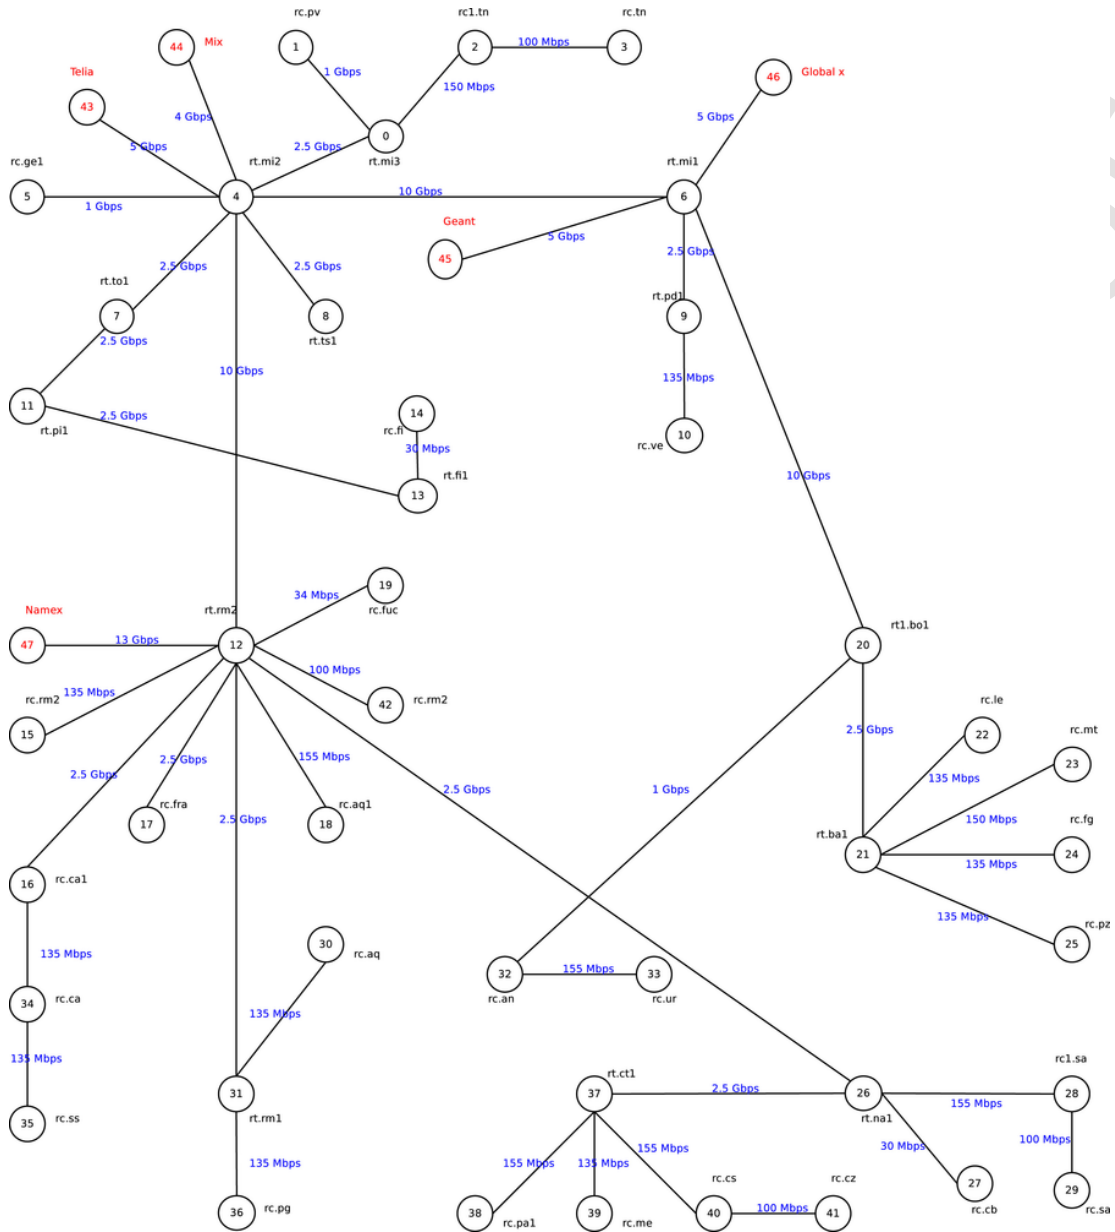 rc.pv
rc1.tn
rc.tn
44
Mix
1
2
100 Mbps
3
Telia
1 Gbps
46
Global x
43
150 Mbps
4 Gbps
5 Gbps
0
5 Gbps
2.5 Gbps
rc.ge1
rt.mi2
rt.mi3
rt.mi1
5
1 Gbps
4
10 Gbps
6
Geant
5 Gbps
45
2.5 Gbps
2.5 Gbps
2.5 Gbps
rt.to1
rt.pd1
7
8
9
rt.ts1
2.5 Gbps
10 Gbps
135 Mbps
11
2.5 Gbps
14
rt.pi1
rc.fi
10
rc.ve
30 Mbps
rt.fi1
10 Gbps
13
19
34 Mbps
Namex
rt.rm2
rc.fuc
rt1.bo1
47
13 Gbps
12
20
100 Mbps
rc.rm2
135 Mbps
42
rc.rm2
rc.le
15
22
rc.mt
2.5 Gbps
155 Mbps
2.5 Gbps
23
2.5 Gbps
2.5 Gbps
1 Gbps
135 Mbps
rc.fra
rc.aq1
rc.fg
17
2.5 Gbps
18
150 Mbps
rt.ba1
21
24
135 Mbps
16
rc.ca1
135 Mbps
rc.pz
30
25
rc.aq
135 Mbps
32
155 Mbps
33
rc.an
rc.ur
34
rc.ca
135 Mbps
135 Mbps
rt.ct1
rc1.sa
31
37
2.5 Gbps
26
28
35
rc.ss
rt.rm1
rt.na1
155 Mbps
100 Mbps
155 Mbps
30 Mbps
135 Mbps
155 Mbps
135 Mbps
rc.cs
rc.cz
27
29
36
rc.pg
38
rc.pa1
39
rc.me
40
100 Mbps
41
rc.cb
rc.sa